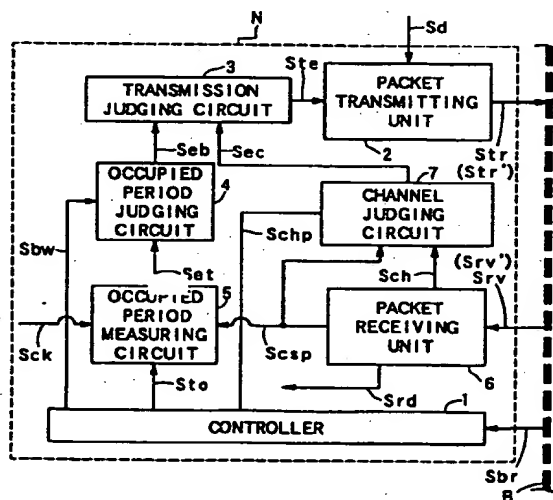 N
Sd
3
Ste
TRANSMISSION
JUDGING CIRCUIT
PACKET
TRANSMITTING
UNIT
2
Str
(Str')
Seb
Sec
7
OCCUPIED
PERIOD
JUDGING
CIRCUIT
4
CHANNEL
JUDGING
CIRCUIT
Sbw
Schp
Set
Sch
(Srv')
Srv
OCCUPIED
PERIOD
MEASURING
CIRCUIT
5
PACKET
RECEIVING
UNIT
6
Sck
Scsp
Sto
Srd
1
CONTROLLER
Sbr
B